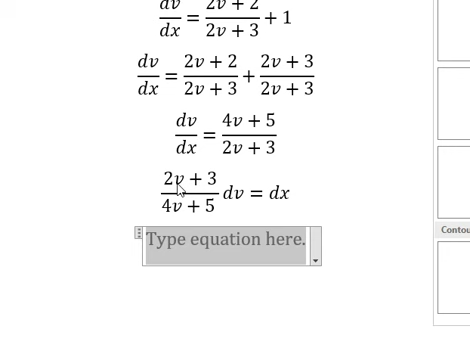 dv/dx = (2v + 2)/(2v + 3) + 1
dv/dx = (2v + 2)/(2v + 3) + (2v + 3)/(2v + 3)
dv/dx = (4v + 5)/(2v + 3)
(2v + 3)/(4v + 5) dv = dx
Type equation here.
Contou